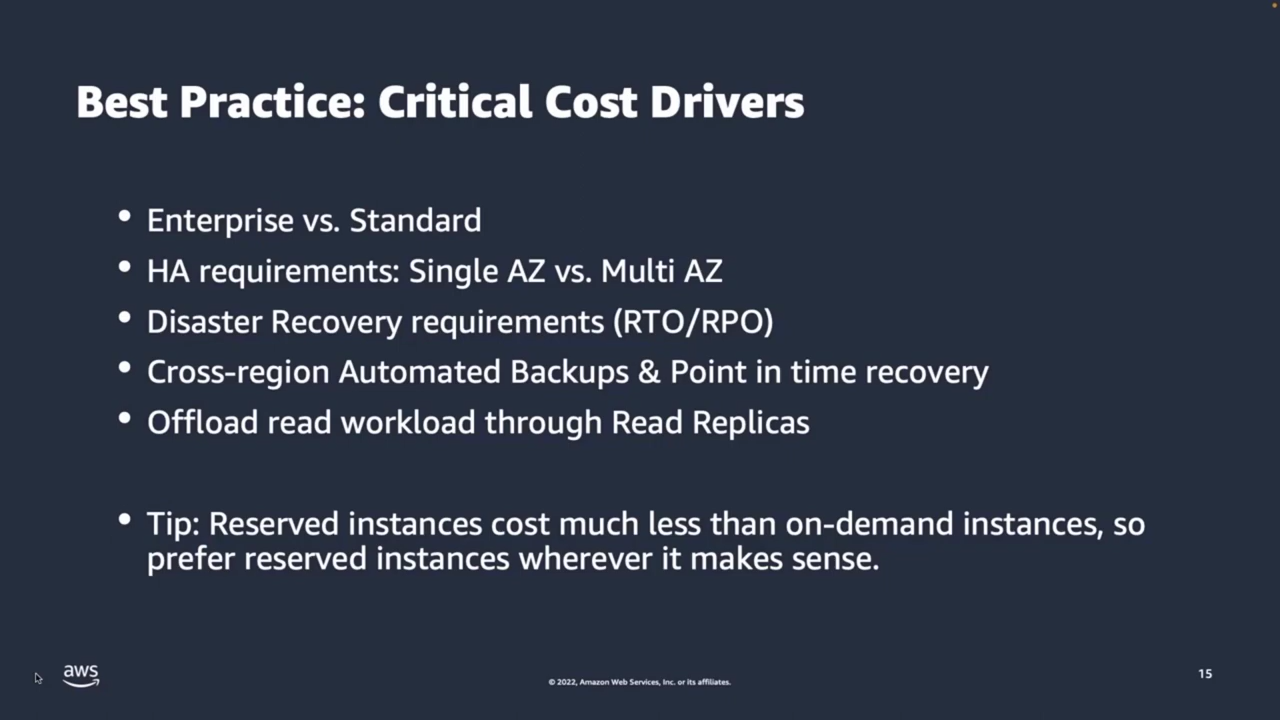 Best Practice: Critical Cost Drivers
• Enterprise vs. Standard
• HA requirements: Single AZ vs. Multi AZ
• Disaster Recovery requirements (RTO/RPO)
• Cross-region Automated Backups & Point in time recovery
• Offload read workload through Read Replicas
• Tip: Reserved instances cost much less than on-demand instances, so
prefer reserved instances wherever it makes sense.
aws
© 2022, Amazon Web Services, Inc. or its affiliates.
15